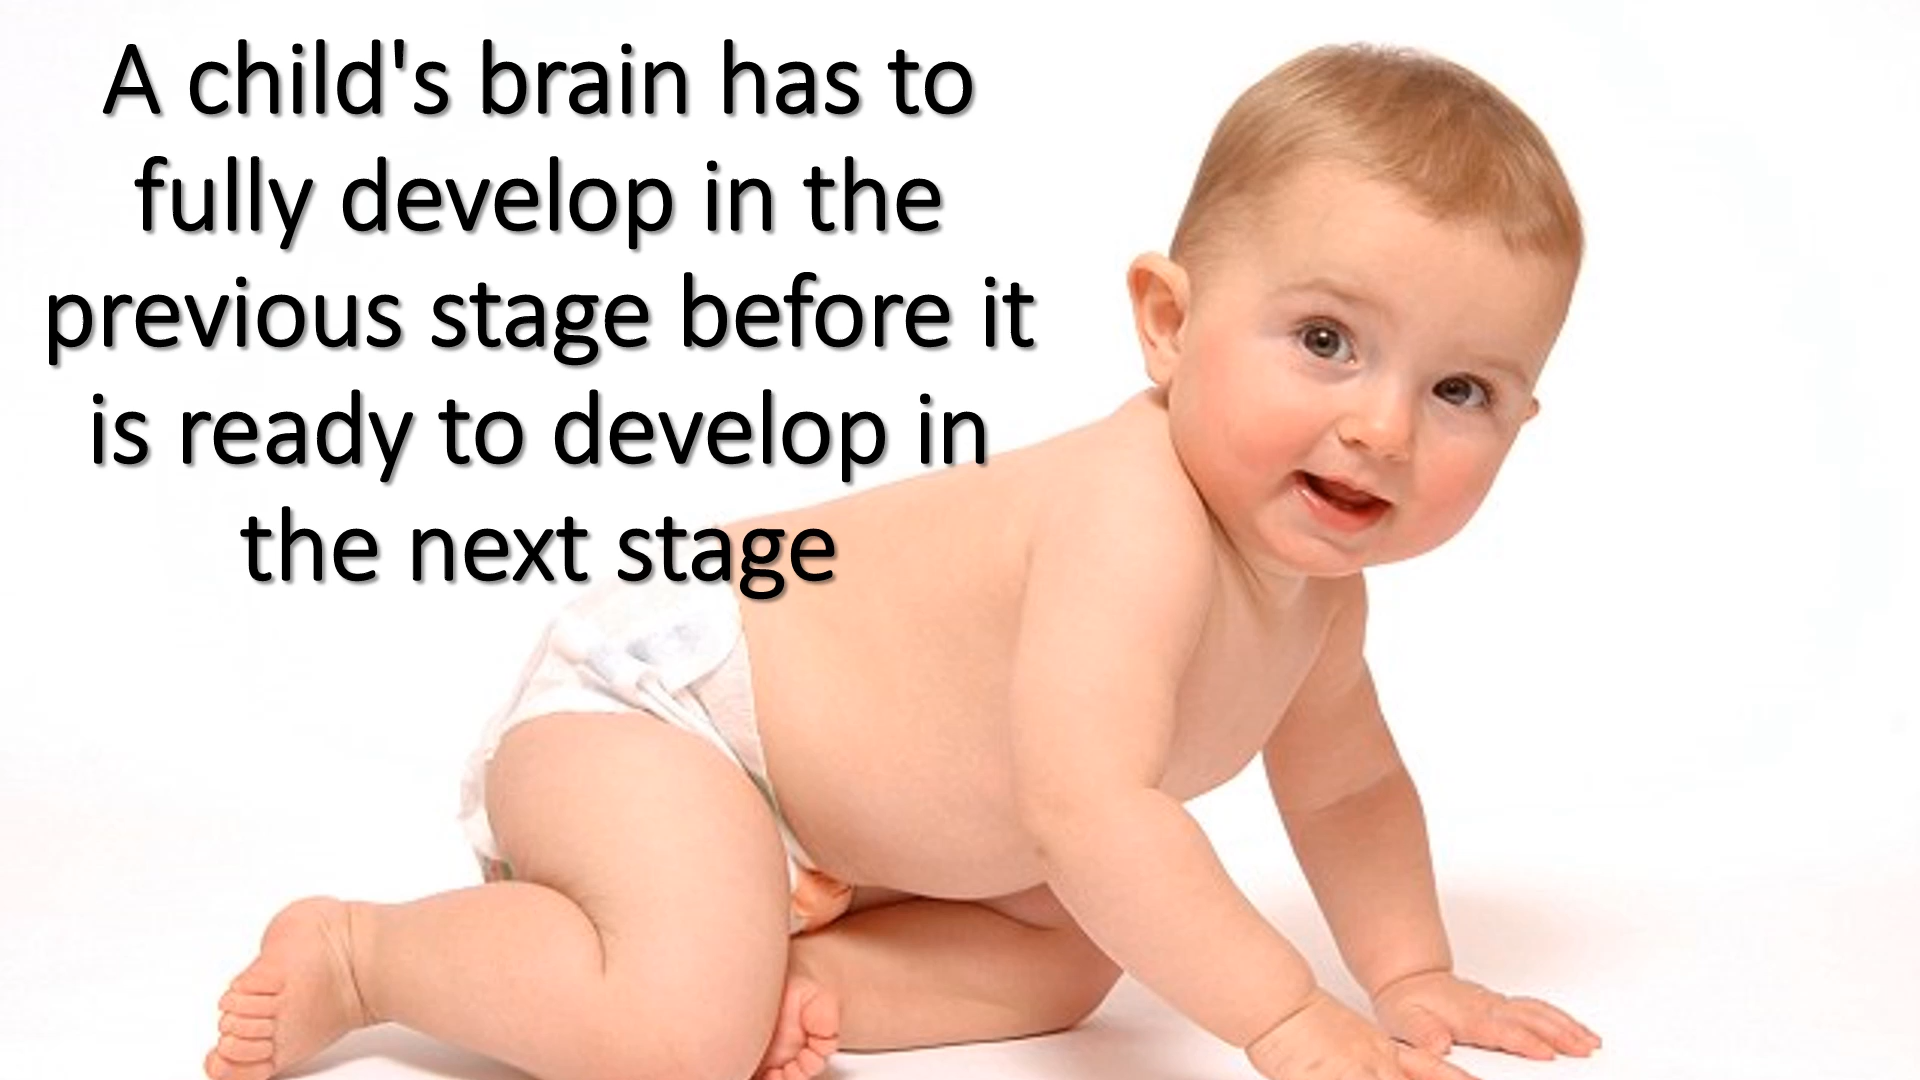 A child's brain has to
fully develop in the
previous stage before it
is ready to develop in
the next stage